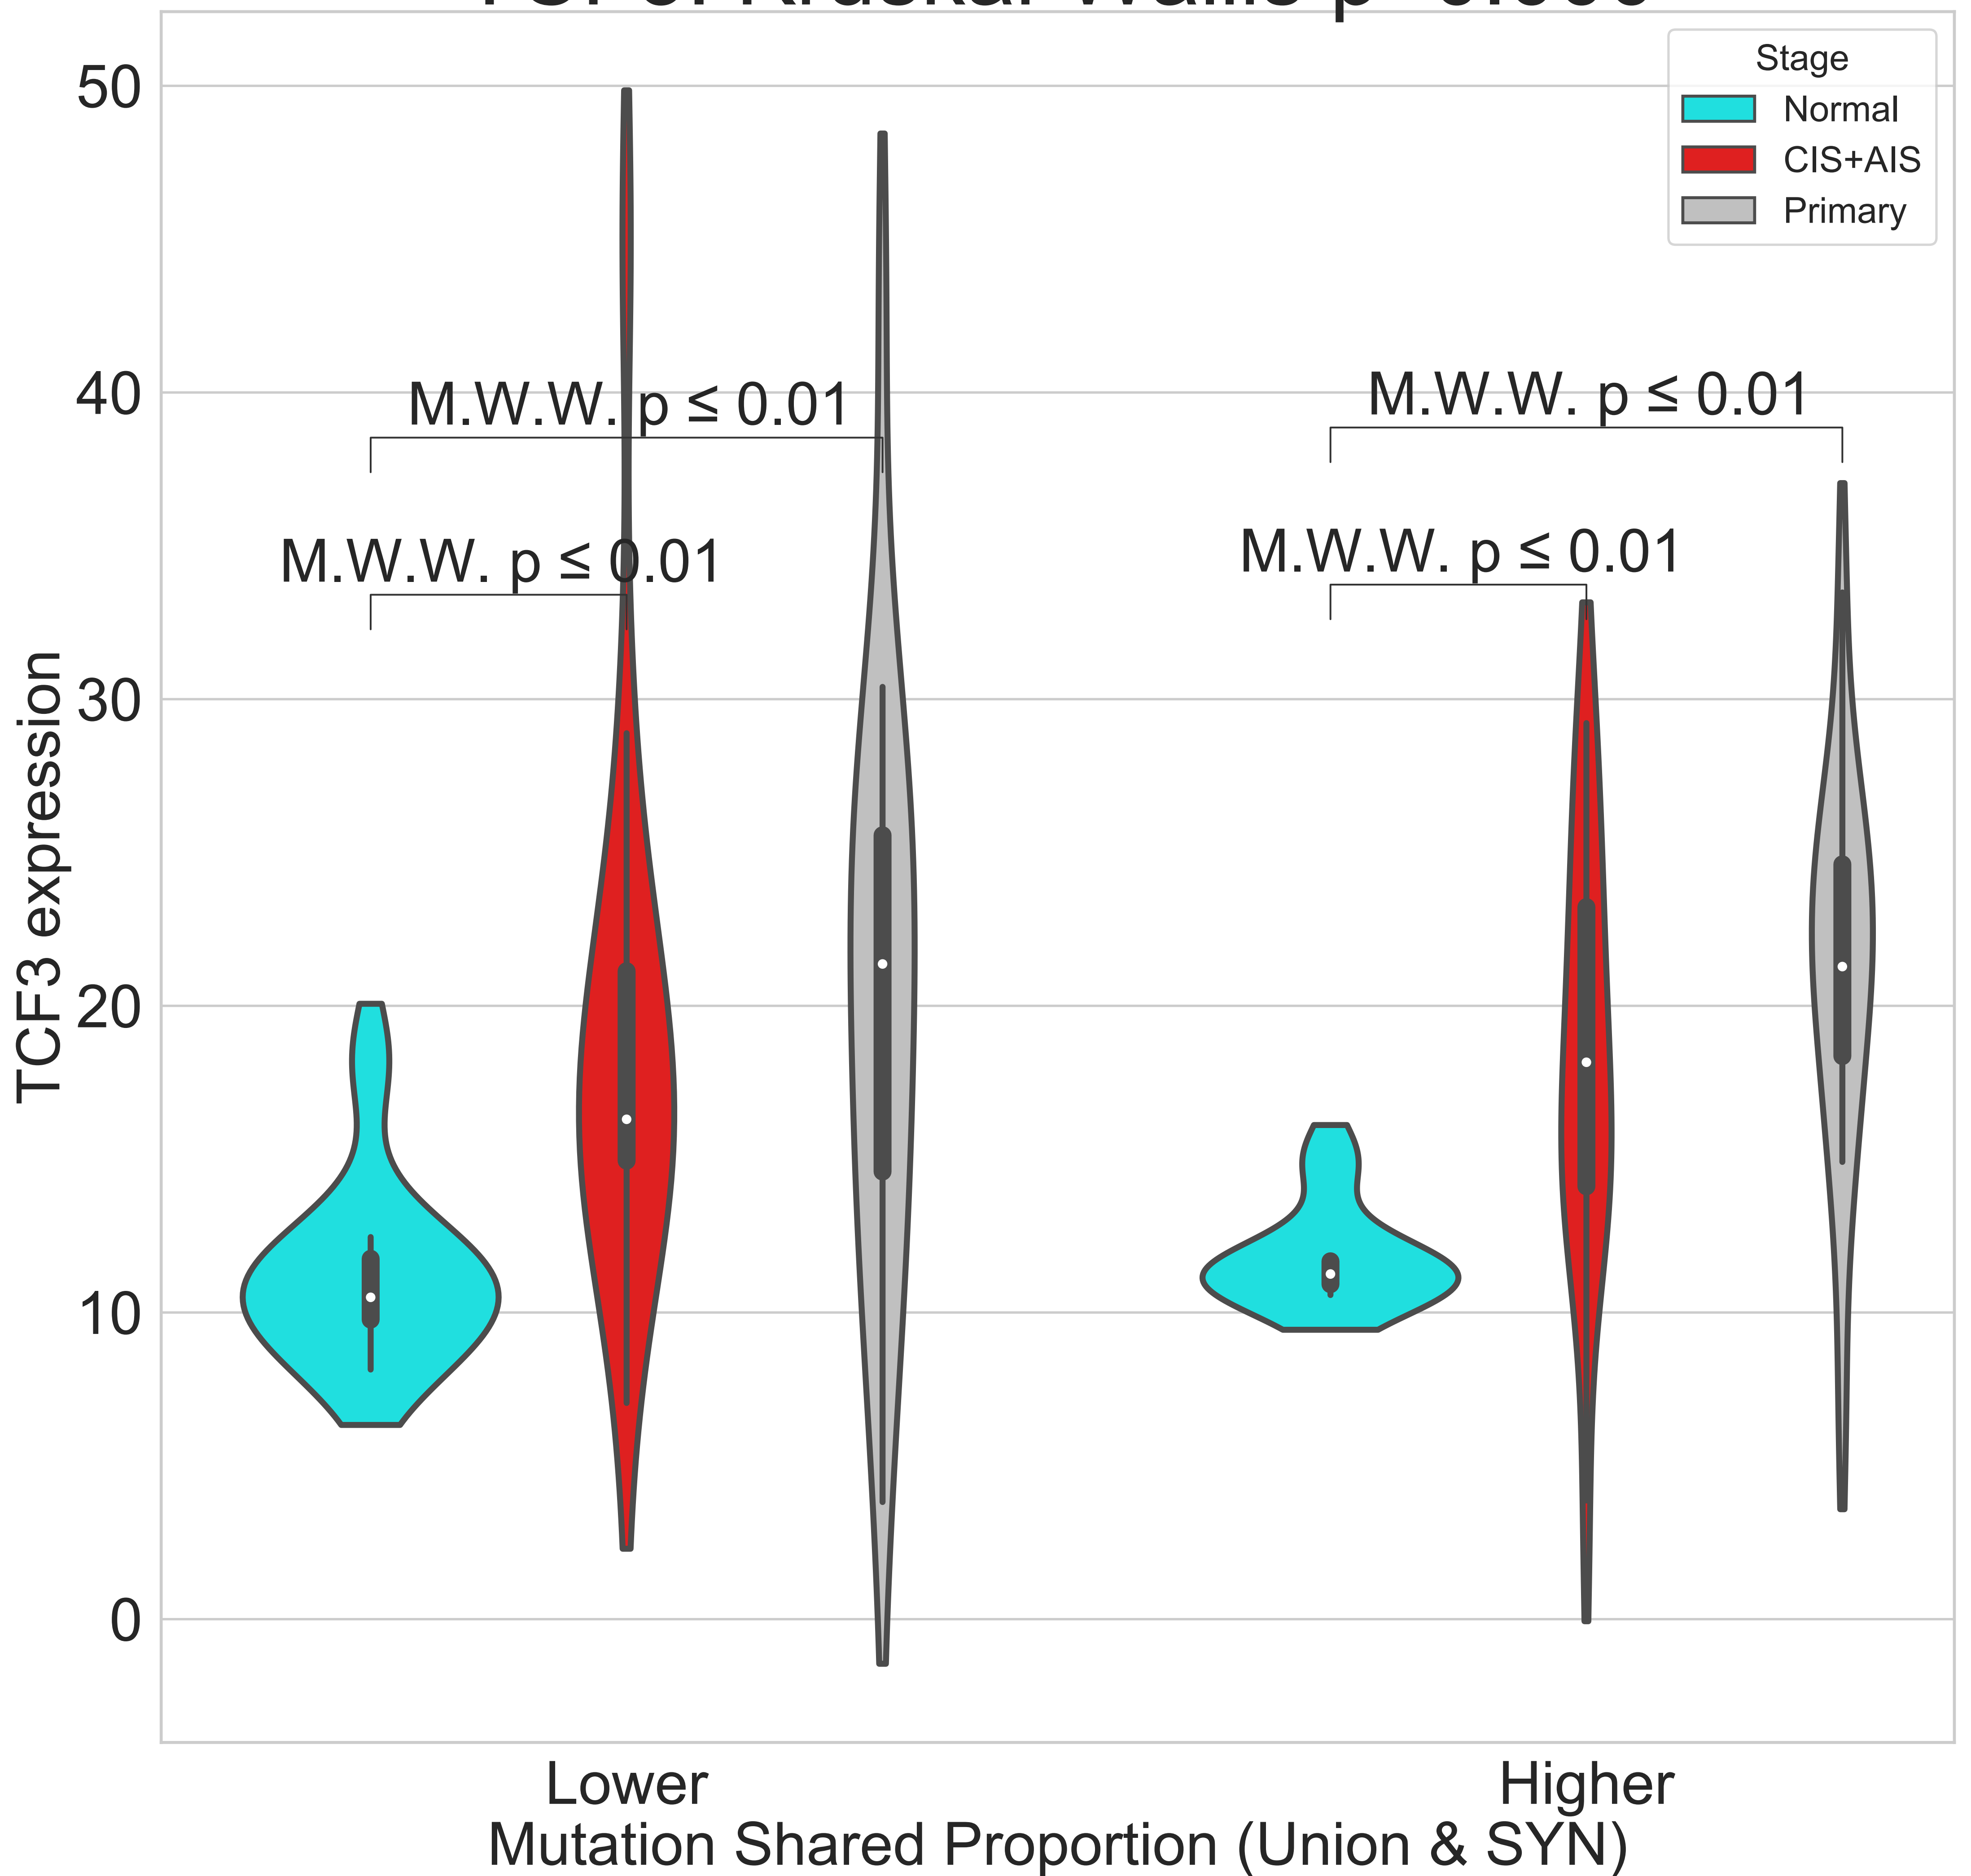 Stage
Normal
CIS+AIS
Primary
50
40
30
20
10
0
TCF3 expression
M.W.W. p ≤ 0.01
M.W.W. p ≤ 0.01
M.W.W. p ≤ 0.01
M.W.W. p ≤ 0.01
Lower
Higher
Mutation Shared Proportion (Union & SYN)